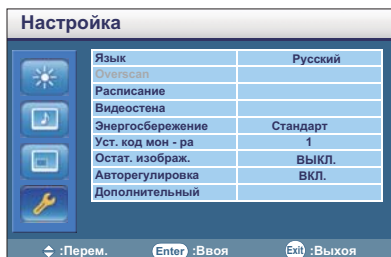 Настройка
Язык Русский
Overscan
Расписание
Видеостена
Энергосбережение Стандарт
Уст. код мон - ра 1
Остат. изображ. ВЫКЛ.
Авторегулировка ВКЛ.
Дополнительный
:Перем. Enter :Ввоя Exit :Выхоя